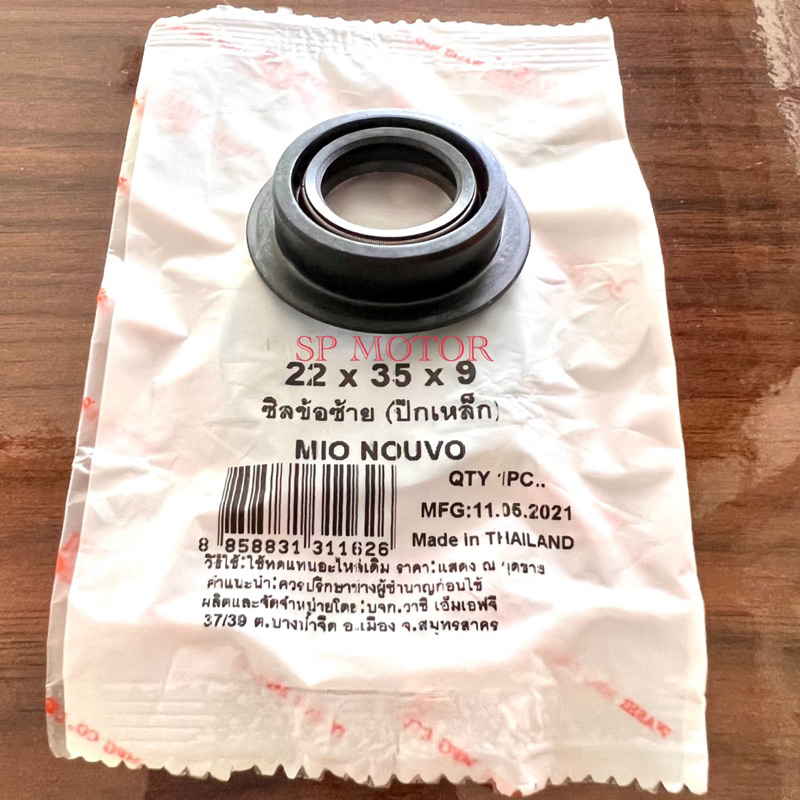 SP MOTOR
22 x 35 x 9
ซิลข้อซ้าย (ปีกเหล็ก)
MIO NOUVO
QTY 1PC..
MFG:11.05.2021
Made in THAILAND
8 858831 311626
วิธีใช้:ใช้ทดแทนอะไหล่เดิม ราคา:แสดง ณ จุดขาย
คำแนะนำ:ควรปรึกษาช่างผู้ชำนาญก่อนใช้
ผลิตและจัดจำหน่ายโดย:บจก.วาชิ เอ็มเอฟจี
37/39 ต.บางน้ำจืด อ.เมือง จ.สมุทรสาคร